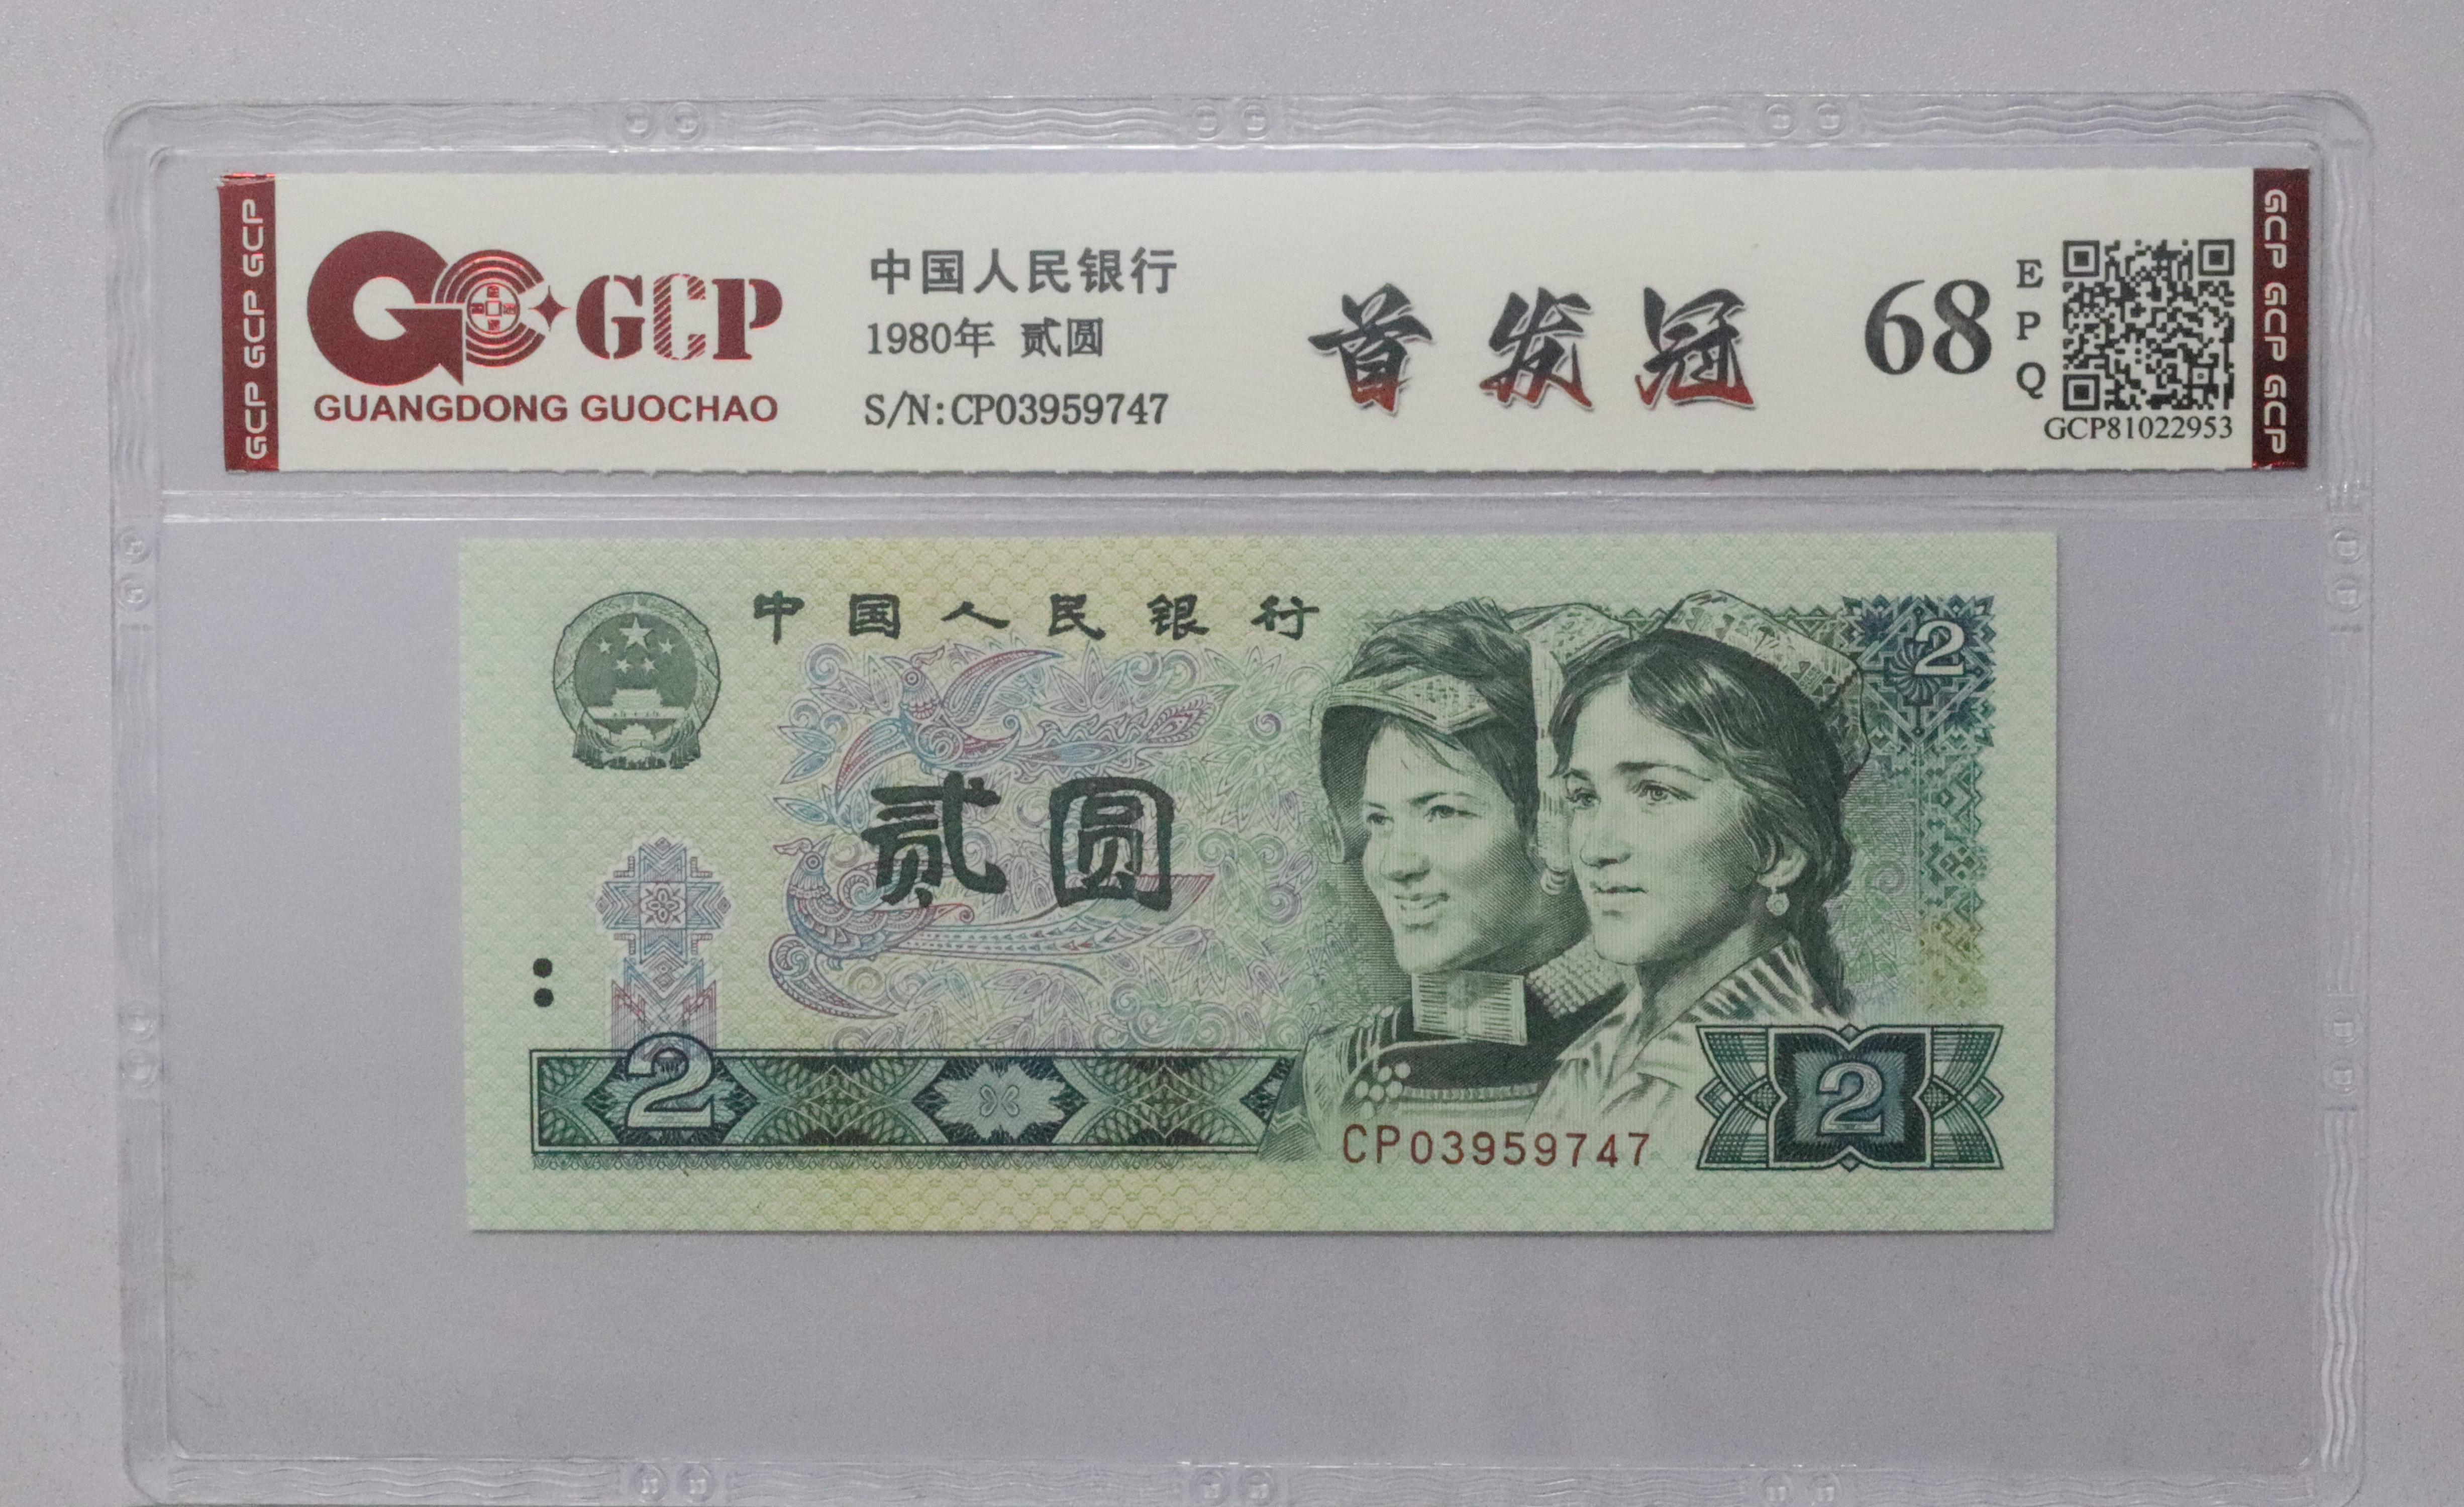 GCP GCP GCP
GCP
GUANGDONG GUOCHAO
中国人民银行
1980年 贰圆
S/N:CP03959747
首发冠
68
EPQ
GCP81022953
GCP GCP GCP
中国人民银行
2
贰圆
2
2
CP03959747